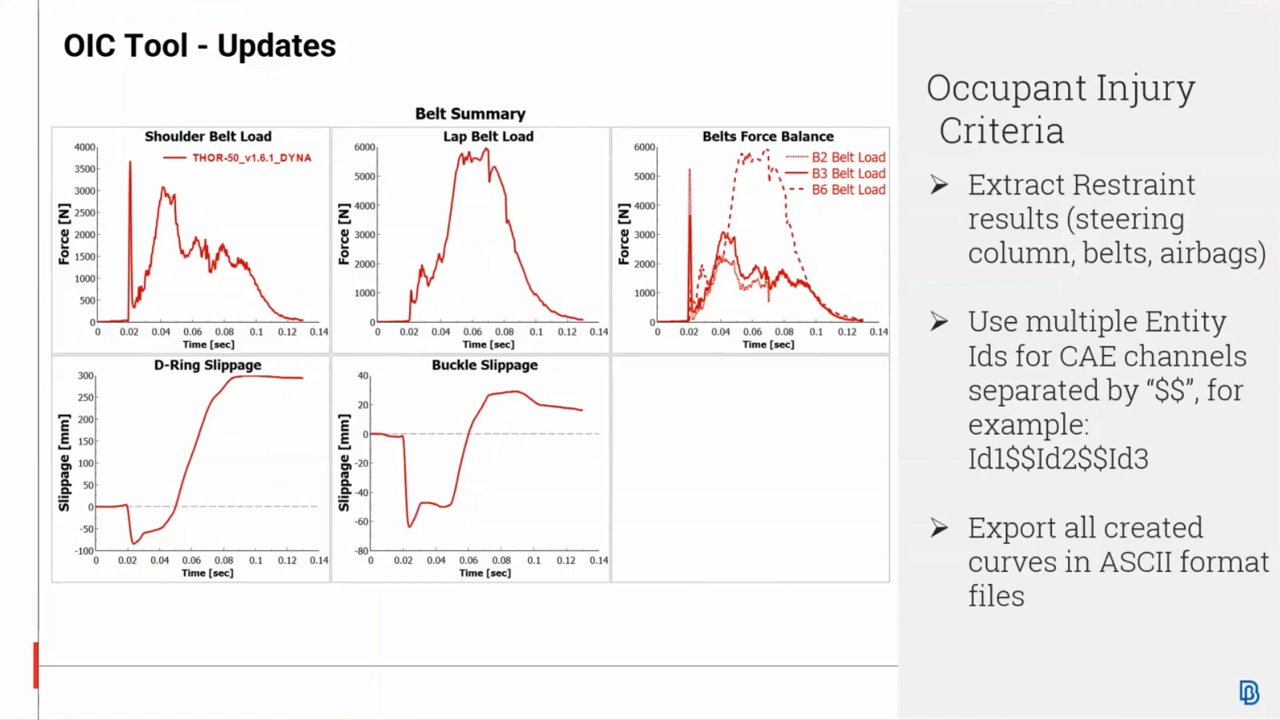 OIC Tool - Updates
Belt Summary
Shoulder Belt Load
4000
3500
3000
2500
2000
1500
1000
500
0
Force [N]
THOR-50_v1.6.1_DYNA
0 0.02 0.04 0.06 0.08 0.1 0.12 0.14
Time [sec]
Lap Belt Load
6000
5000
4000
3000
2000
1000
0
Force [N]
0 0.02 0.04 0.06 0.08 0.1 0.12 0.14
Time [sec]
Belts Force Balance
6000
5000
4000
3000
2000
1000
0
Force [N]
B2 Belt Load
B3 Belt Load
B6 Belt Load
0 0.02 0.04 0.06 0.08 0.1 0.12 0.14
Time [sec]
D-Ring Slippage
300
250
200
150
100
50
0
-50
-100
Slippage [mm]
0 0.02 0.04 0.06 0.08 0.1 0.12 0.14
Time [sec]
Buckle Slippage
40
20
0
-20
-40
-60
-80
Slippage [mm]
0 0.02 0.04 0.06 0.08 0.1 0.12 0.14
Time [sec]
Occupant Injury
Criteria
➢ Extract Restraint
results (steering
column, belts, airbags)
➢ Use multiple Entity
Ids for CAE channels
separated by “$$”, for
example:
Id1$$Id2$$Id3
➢ Export all created
curves in ASCII format
files